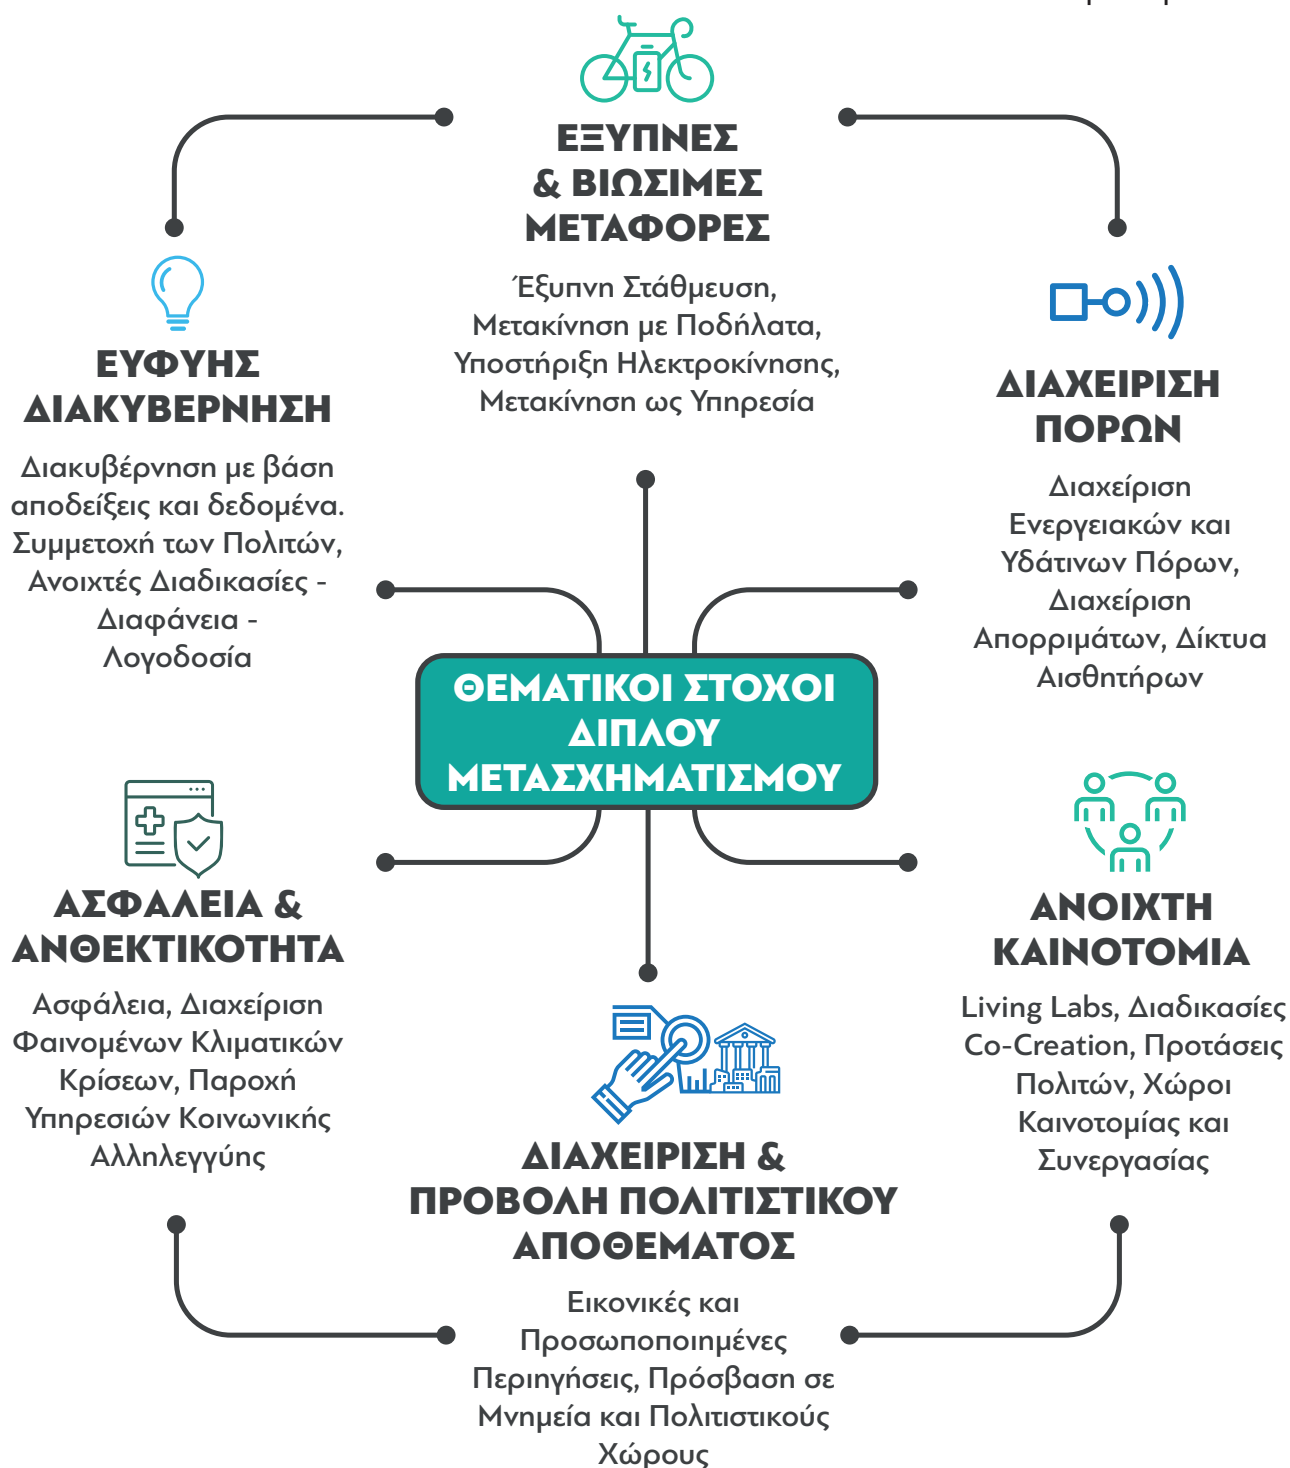 ΕΞΥΠΝΕΣ
& ΒΙΩΣΙΜΕΣ
ΜΕΤΑΦΟΡΕΣ
Έξυπνη Στάθμευση,
Μετακίνηση με Ποδήλατα,
Υποστήριξη Ηλεκτροκίνησης,
Μετακίνηση ως Υπηρεσία
ΕΥΦΥΗΣ
ΔΙΑΚΥΒΕΡΝΗΣΗ
Διακυβέρνηση με βάση
αποδείξεις και δεδομένα.
Συμμετοχή των Πολιτών,
Ανοιχτές Διαδικασίες -
Διαφάνεια -
Λογοδοσία
ΔΙΑΧΕΙΡΙΣΗ
ΠΟΡΩΝ
Διαχείριση
Ενεργειακών και
Υδάτινων Πόρων,
Διαχείριση
Απορριμάτων, Δίκτυα
Αισθητήρων
ΘΕΜΑΤΙΚΟΙ ΣΤΟΧΟΙ
ΔΙΠΛΟΥ
ΜΕΤΑΣΧΗΜΑΤΙΣΜΟΥ
ΑΣΦΑΛΕΙΑ &
ΑΝΘΕΚΤΙΚΟΤΗΤΑ
Ασφάλεια, Διαχείριση
Φαινομένων Κλιματικών
Κρίσεων, Παροχή
Υπηρεσιών Κοινωνικής
Αλληλεγγύης
ΑΝΟΙΧΤΗ
ΚΑΙΝΟΤΟΜΙΑ
Living Labs, Διαδικασίες
Co-Creation, Προτάσεις
Πολιτών, Χώροι
Καινοτομίας και
Συνεργασίας
ΔΙΑΧΕΙΡΙΣΗ &
ΠΡΟΒΟΛΗ ΠΟΛΙΤΙΣΤΙΚΟΥ
ΑΠΟΘΕΜΑΤΟΣ
Εικονικές και
Προσωποποιημένες
Περιηγήσεις, Πρόσβαση σε
Μνημεία και Πολιτιστικούς
Χώρους